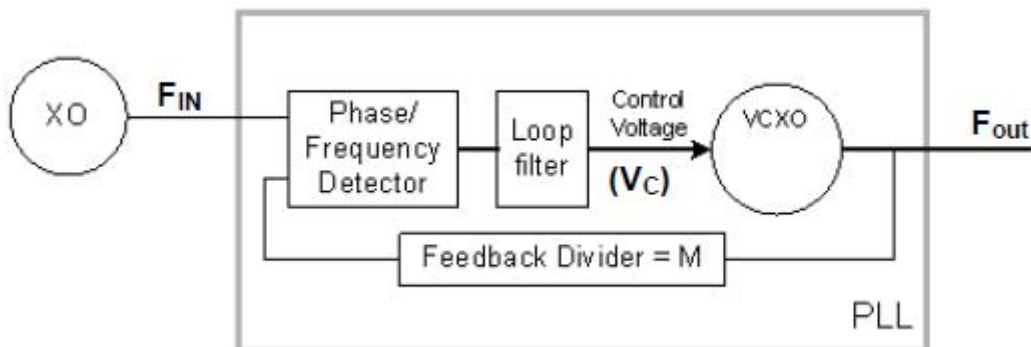 XO
FIN
Phase/
Frequency
Detector
Loop
filter
Control
Voltage
(VC)
VCXO
Fout
Feedback Divider = M
PLL